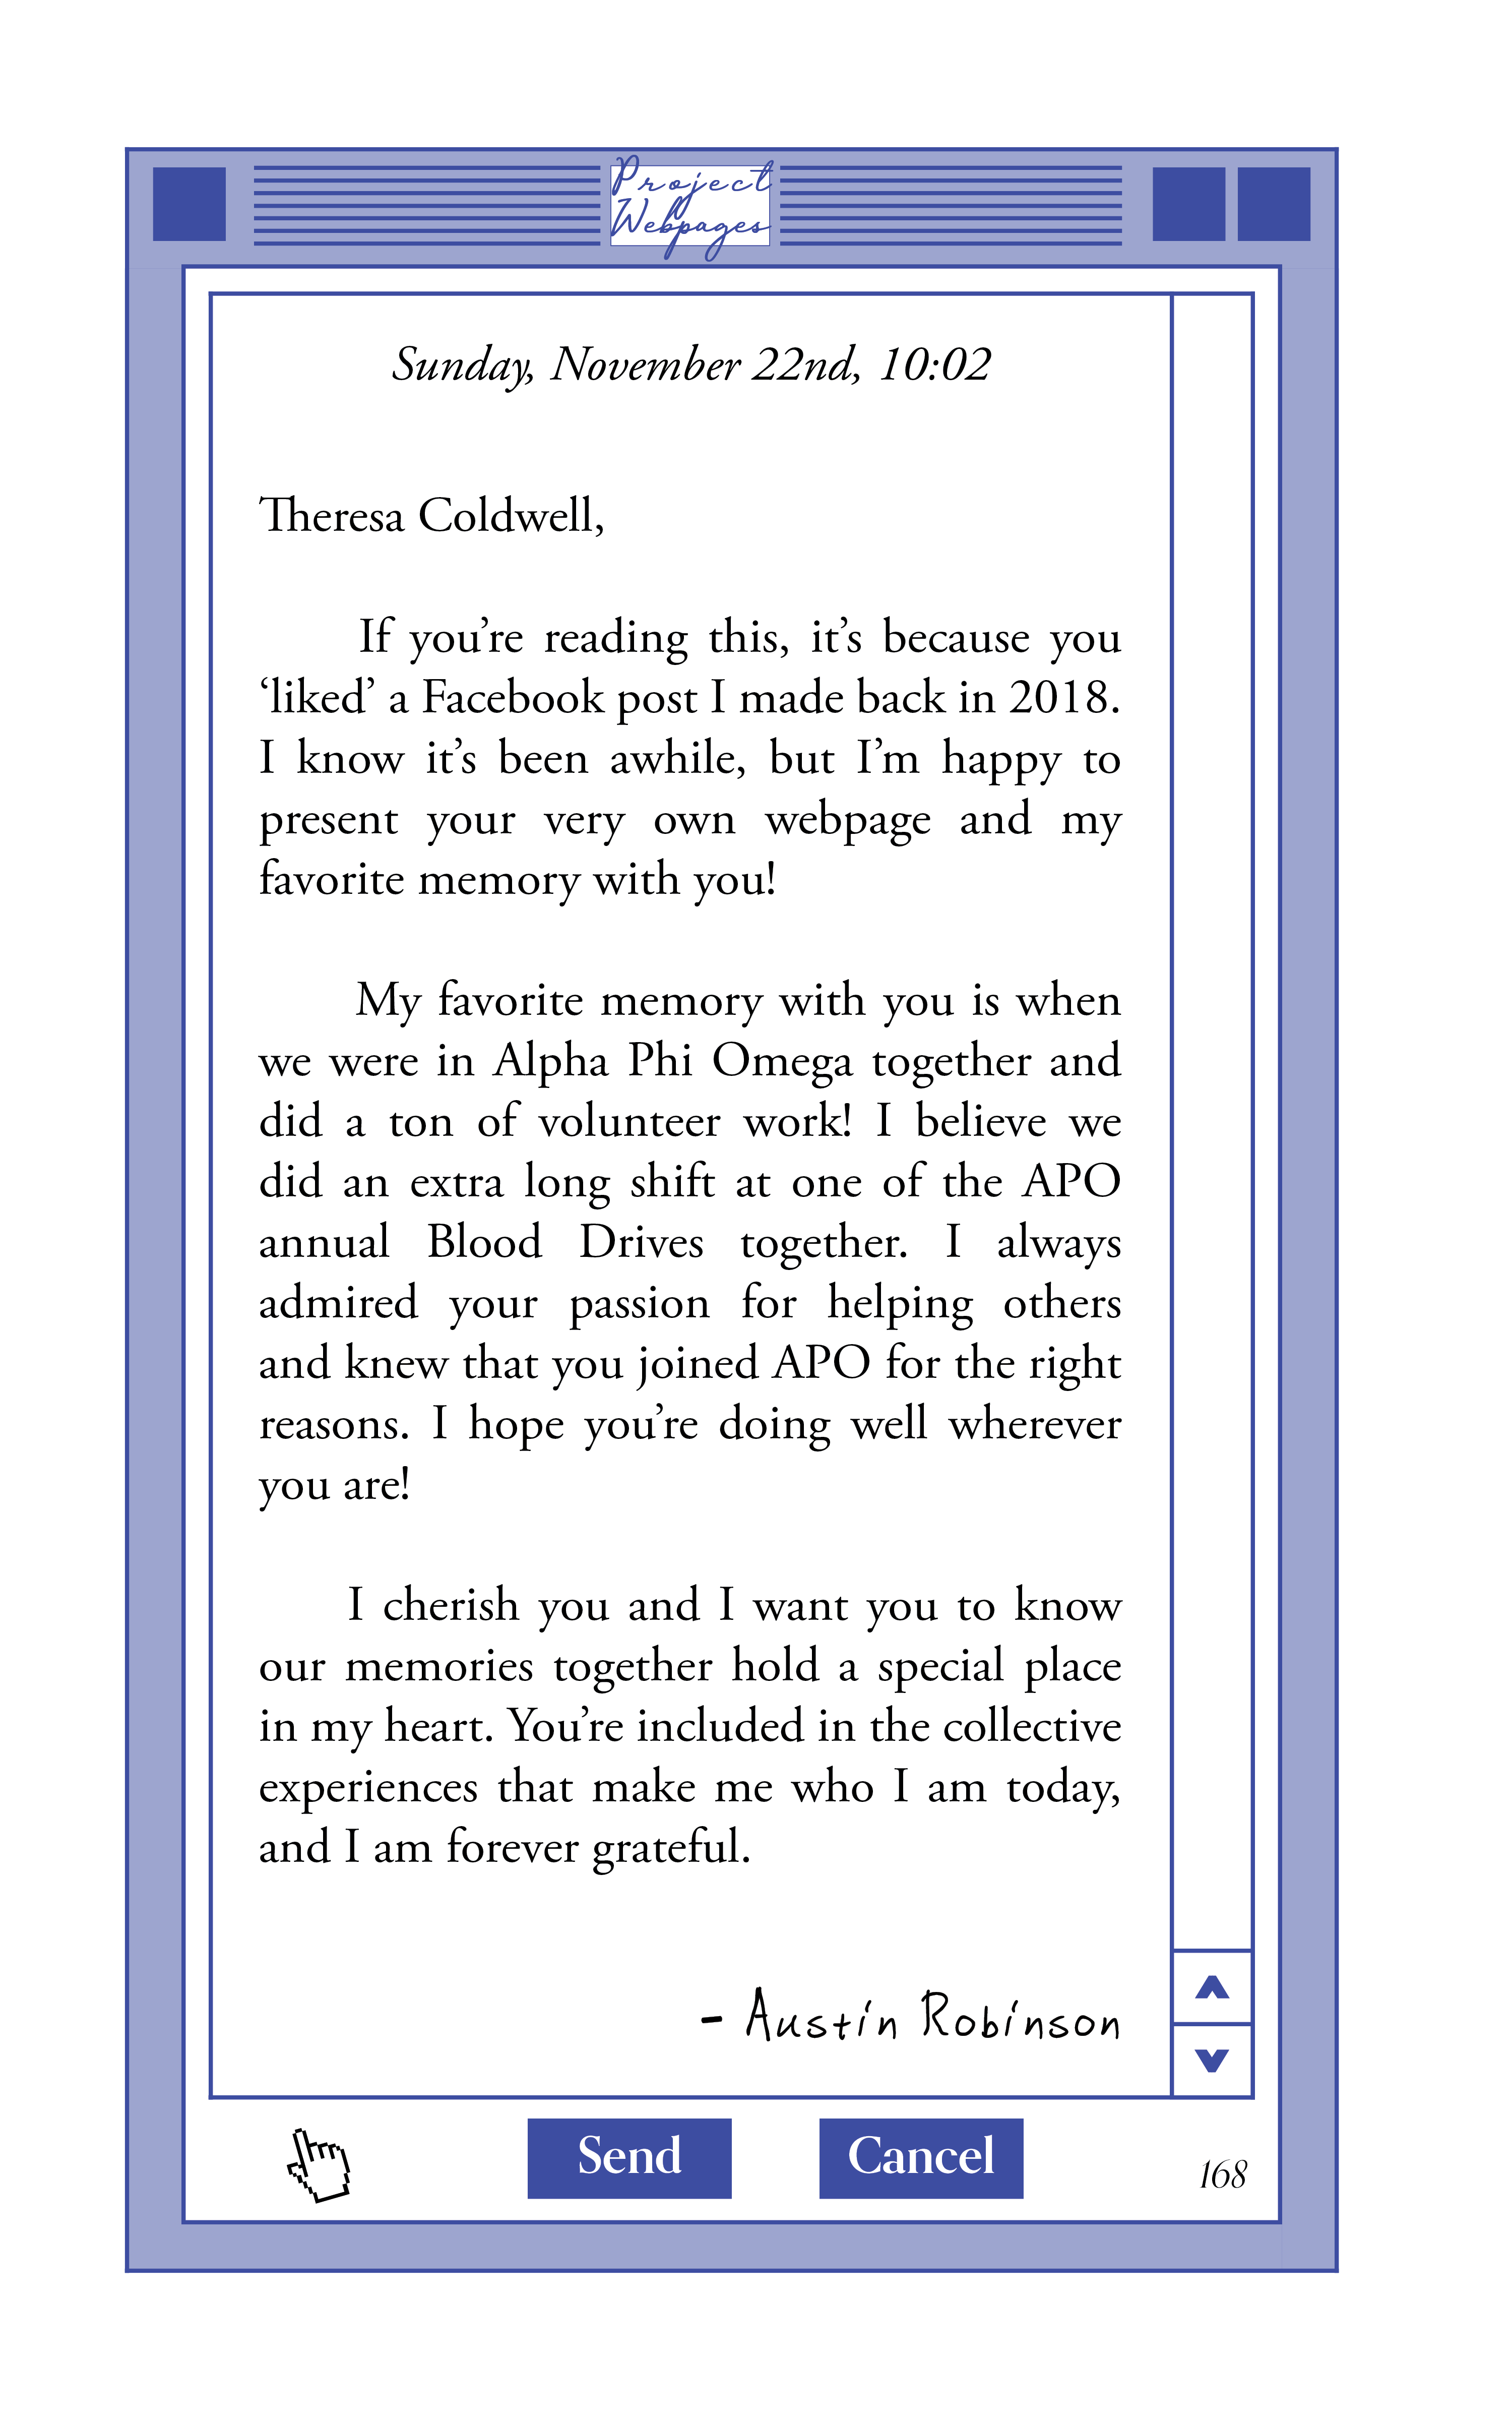 Project
Webpages
Sunday, November 22nd, 10:02
Theresa Coldwell,
If you’re reading this, it’s because you
‘liked’ a Facebook post I made back in 2018.
I know it’s been awhile, but I’m happy to
present your very own webpage and my
favorite memory with you!
My favorite memory with you is when
we were in Alpha Phi Omega together and
did a ton of volunteer work! I believe we
did an extra long shift at one of the APO
annual Blood Drives together. I always
admired your passion for helping others
and knew that you joined APO for the right
reasons. I hope you’re doing well wherever
you are!
I cherish you and I want you to know
our memories together hold a special place
in my heart. You’re included in the collective
experiences that make me who I am today,
and I am forever grateful.
- Austin Robinson
Send Cancel 168